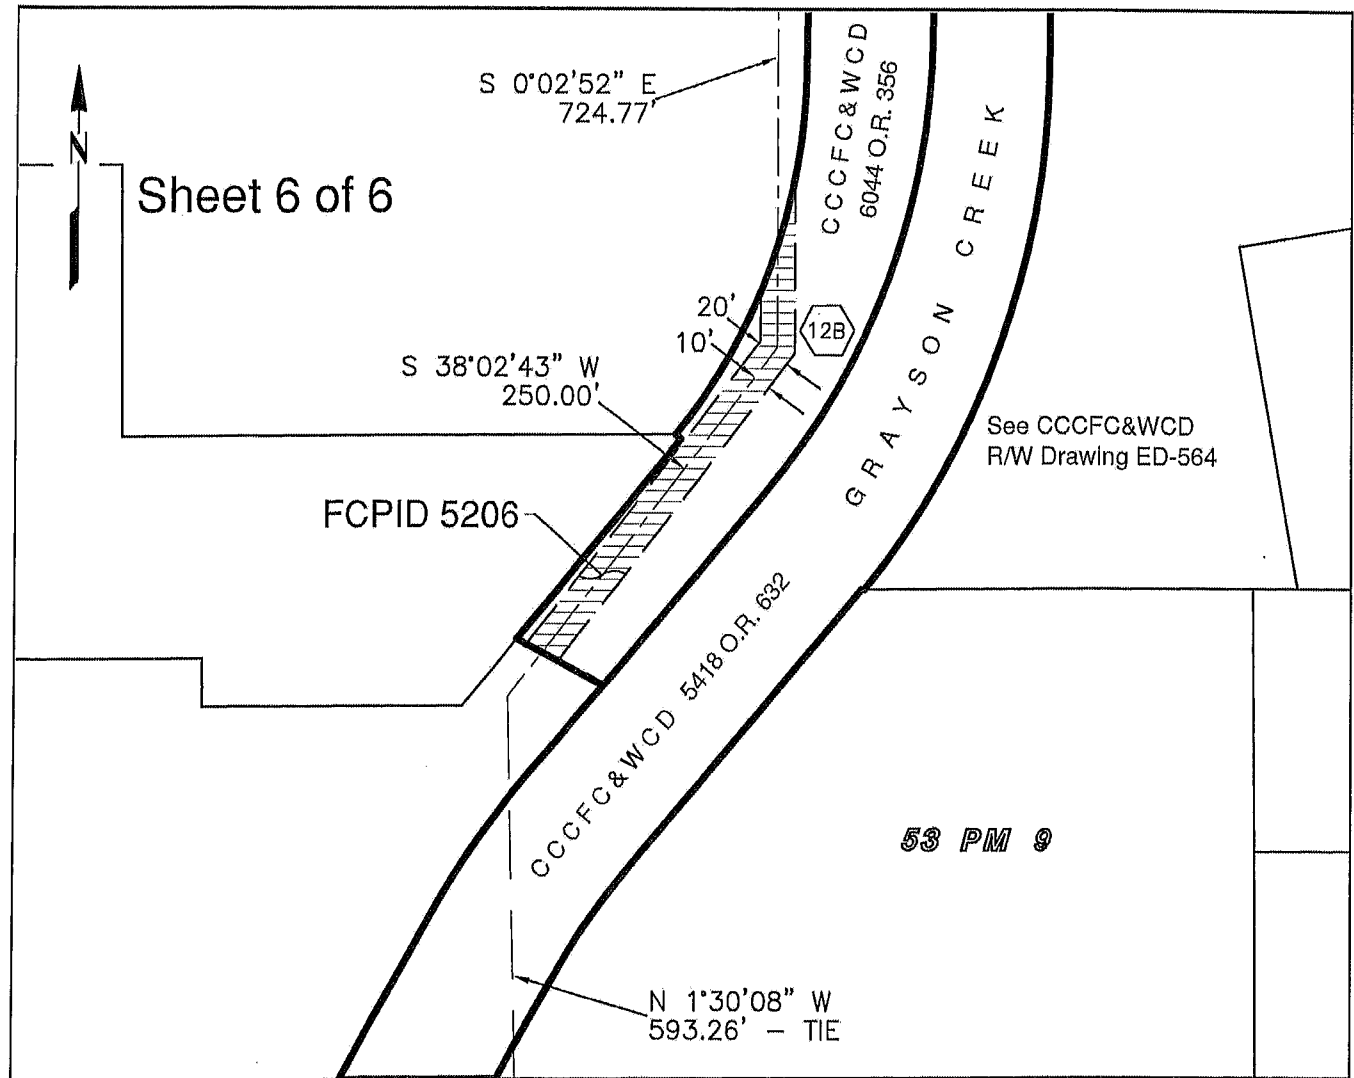 S 0°02'52" E
724.77'
CCCFC&WCD
6044 O.R. 356
N
Sheet 6 of 6
GRAYSON CREEK
20'
10'
12B
S 38°02'43" W
250.00'
See CCCFC&WCD
R/W Drawing ED-564
FCPID 5206
CCCFC&WCD 5418 O.R. 632
53 PM 9
N 1°30'08" W
593.26' - TIE